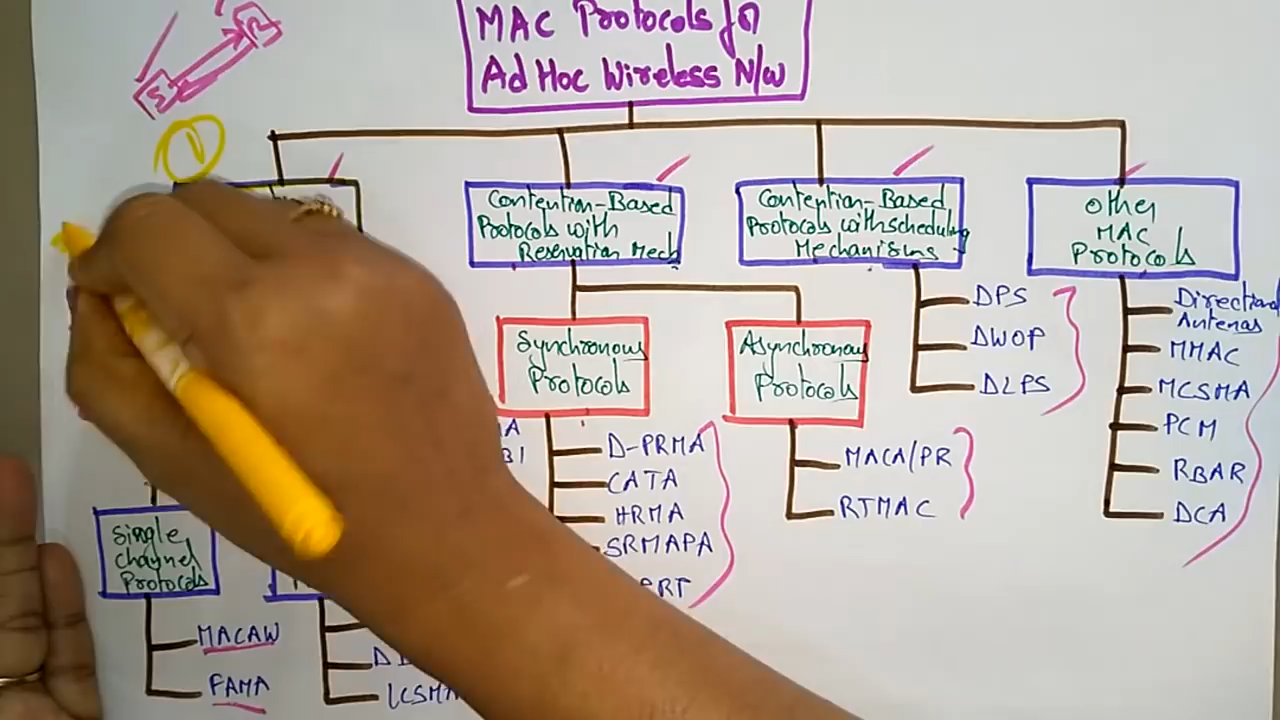 MAC Protocols for
Ad Hoc Wireless N/w
S
R
1
Contention-Based
Protocols with
Reservation Mech
Contention-Based
Protocols with scheduling
Mechanisms
Other
MAC
Protocols
Synchronous
Protocols
Asynchronous
Protocols
DPS
DWOP
DLPS
Directional
Antenas
MMAC
MCSMA
PCM
RBAR
DCA
D-PRMA
CATA
HRMA
SRMAPA
PRT
MACA/PR
RTMAC
Single
channel
Protocols
MACAW
FAMA